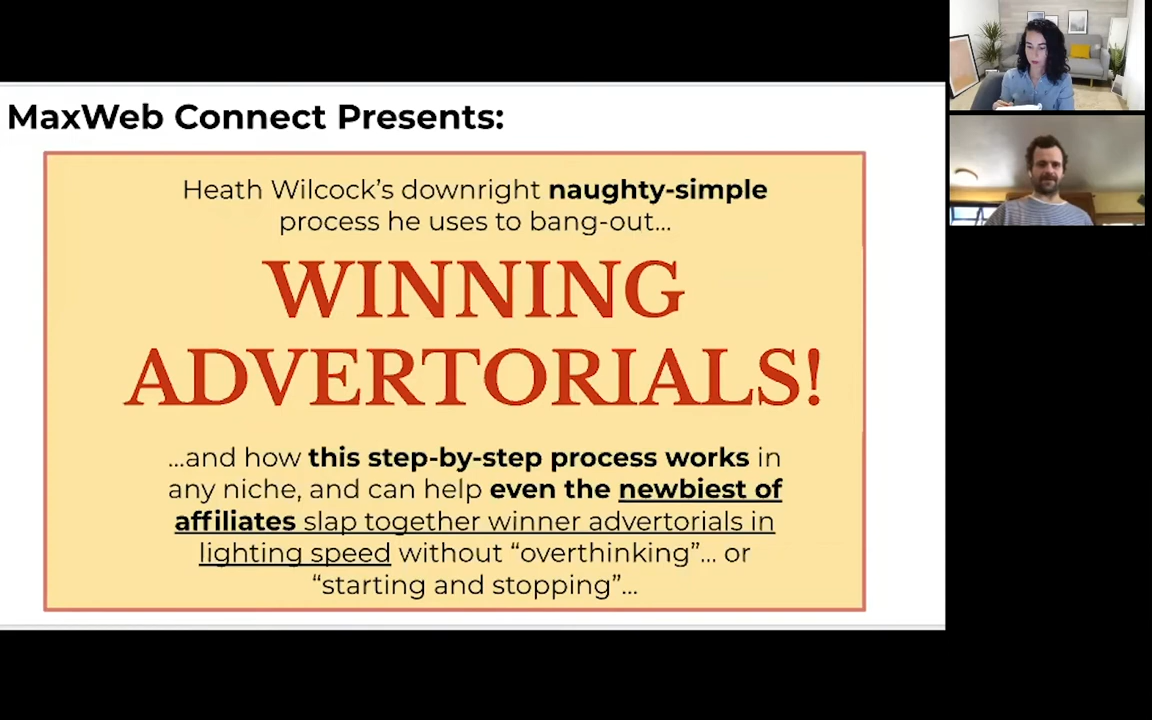 MaxWeb Connect Presents:
Heath Wilcock’s downright naughty-simple
process he uses to bang-out...
WINNING
ADVERTORIALS!
...and how this step-by-step process works in
any niche, and can help even the newbiest of
affiliates slap together winner advertorials in
lighting speed without “overthinking”... or
“starting and stopping”...